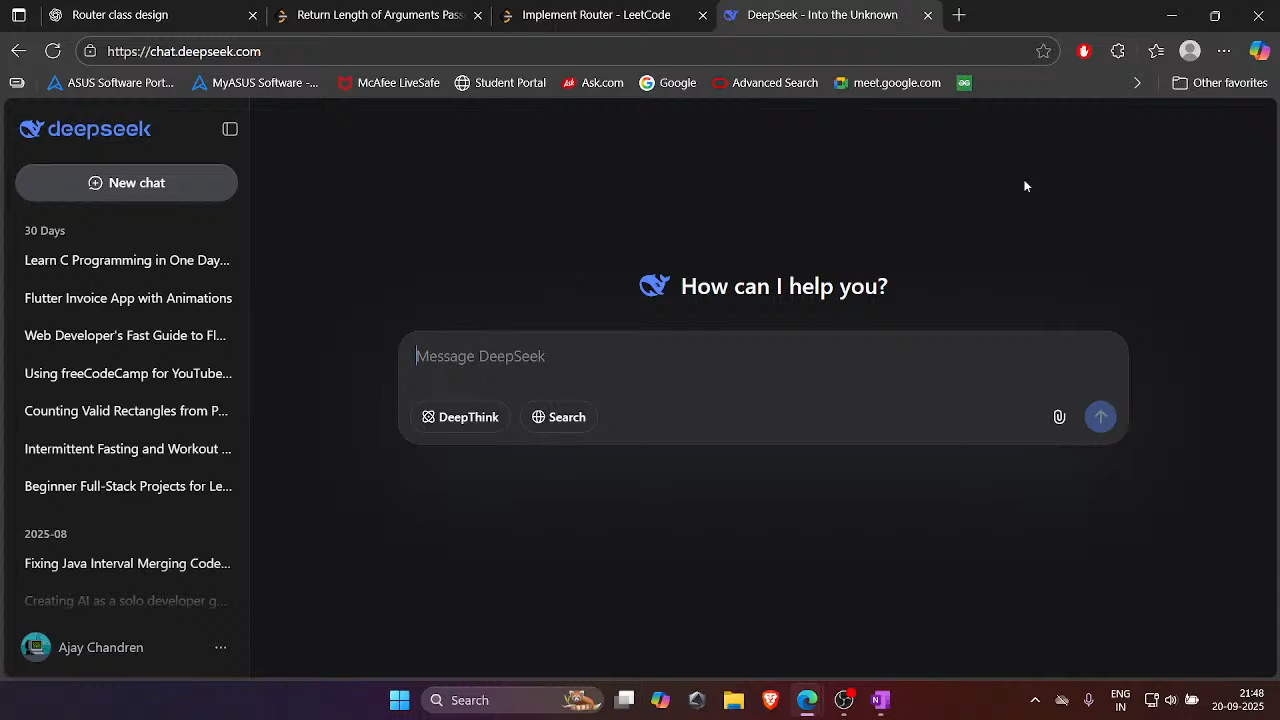 Router class design
Return Length of Arguments Pas
Implement Router - LeetCode
DeepSeek - Into the Unknown
https://chat.deepseek.com
ASUS Software Port...
MyASUS Software -...
McAfee LiveSafe
Student Portal
Ask
Ask.com
Google
Advanced Search
meet.google.com
Other favorites
deepseek
New chat
30 Days
Learn C Programming in One Day...
Flutter Invoice App with Animations
Web Developer's Fast Guide to Fl...
Using freeCodeCamp for YouTube...
Counting Valid Rectangles from P...
Intermittent Fasting and Workout ...
Beginner Full-Stack Projects for Le...
2025-08
Fixing Java Interval Merging Code...
Creating AI as a solo developer g...
Ajay Chandren
How can I help you?
Message DeepSeek
DeepThink
Search
Search
ENG
IN
21:48
20-09-2025